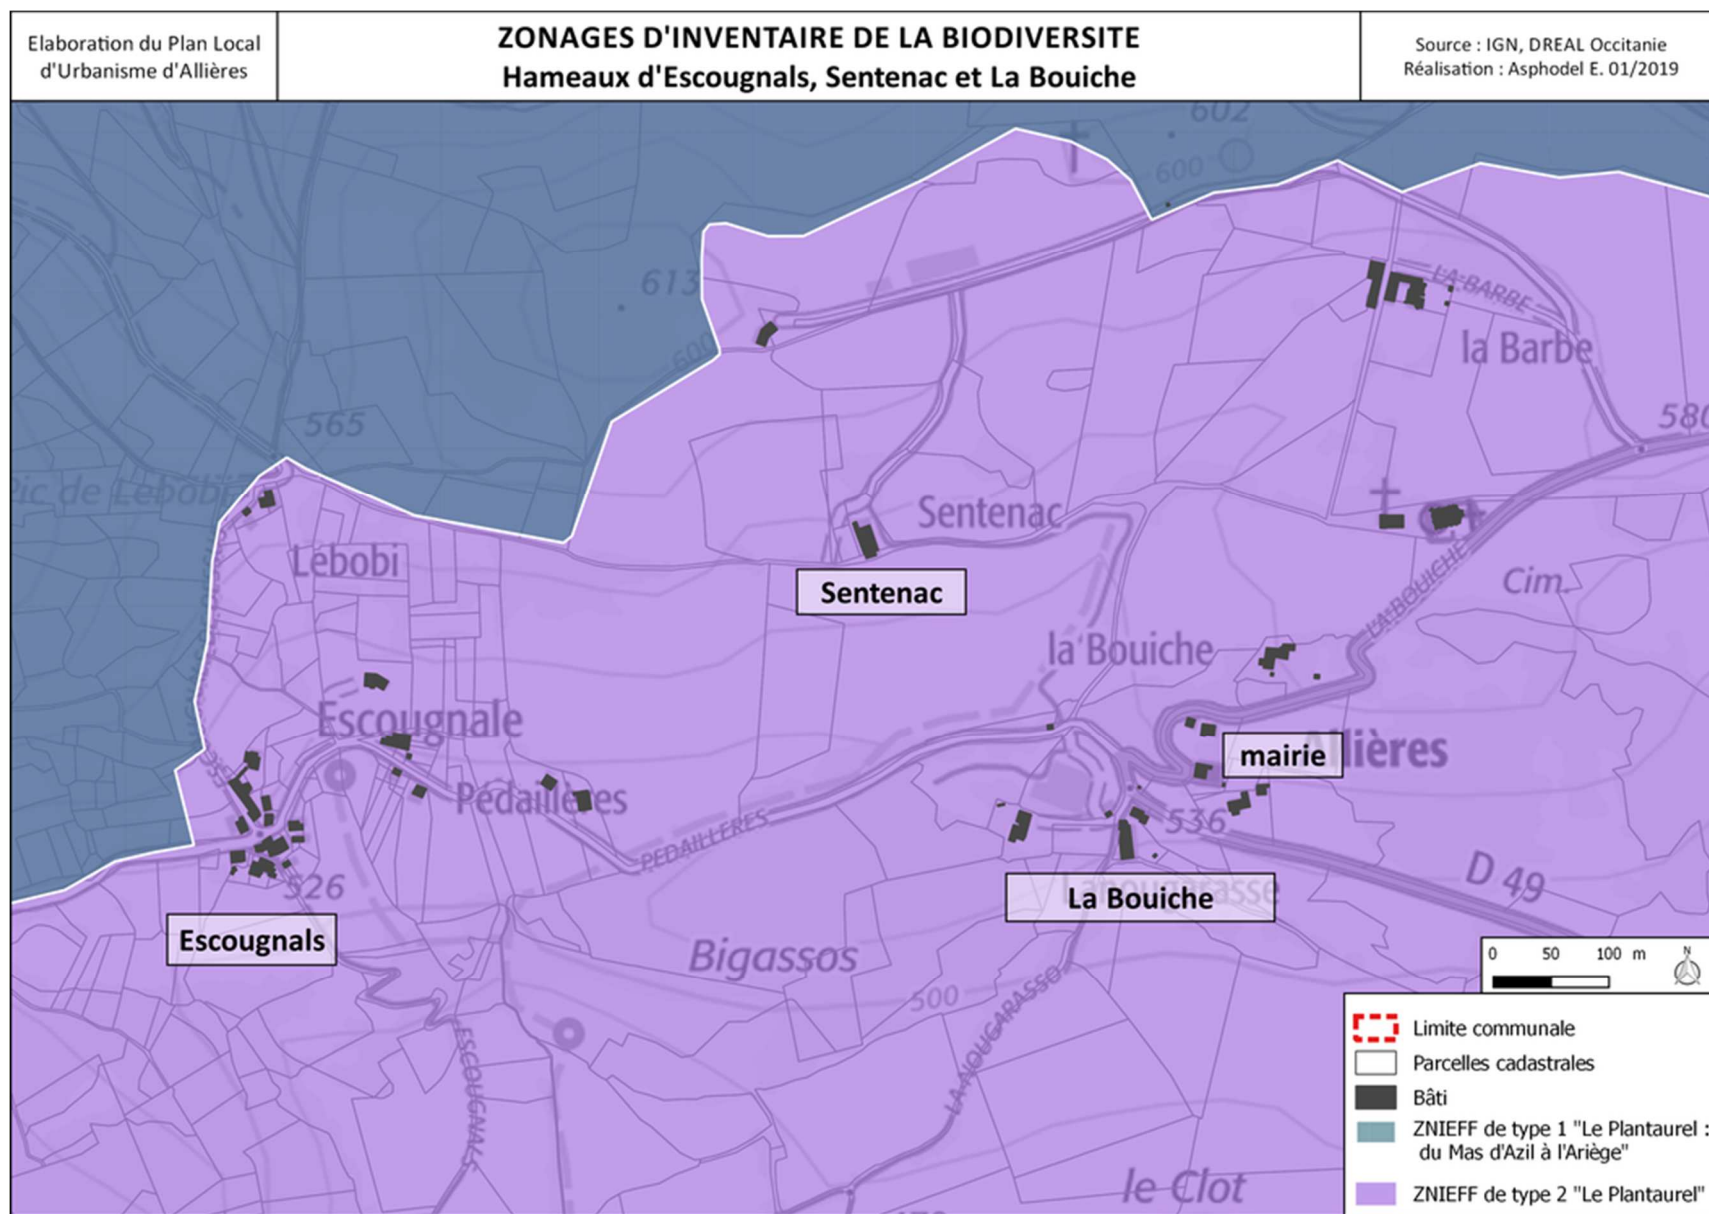 Elaboration du Plan Local
d'Urbanisme d'Allières
ZONAGES D'INVENTAIRE DE LA BIODIVERSITE
Hameaux d'Escougnals, Sentenac et La Bouiche
Source : IGN, DREAL Occitanie
Réalisation : Asphodel E. 01/2019
602
600
613
LA BARBE
600
la Barbe
565
580
Pic de Lebobi
Sentenac
Lebobi
LA BOUICHE
Cim.
Sentenac
la Bouiche
Escougnale
mairie
Allières
Pédaillères
PÉDAILLÈRES
536
D 49
526
Lanougarasse
La Bouiche
Escougnals
Bigassos
500
LA NOUGARASSO
ESCOUGNALS
le Clot
0 50 100 m
N
Limite communale
Parcelles cadastrales
Bâti
ZNIEFF de type 1 "Le Plantaurel :
du Mas d'Azil à l'Ariège"
ZNIEFF de type 2 "Le Plantaurel"